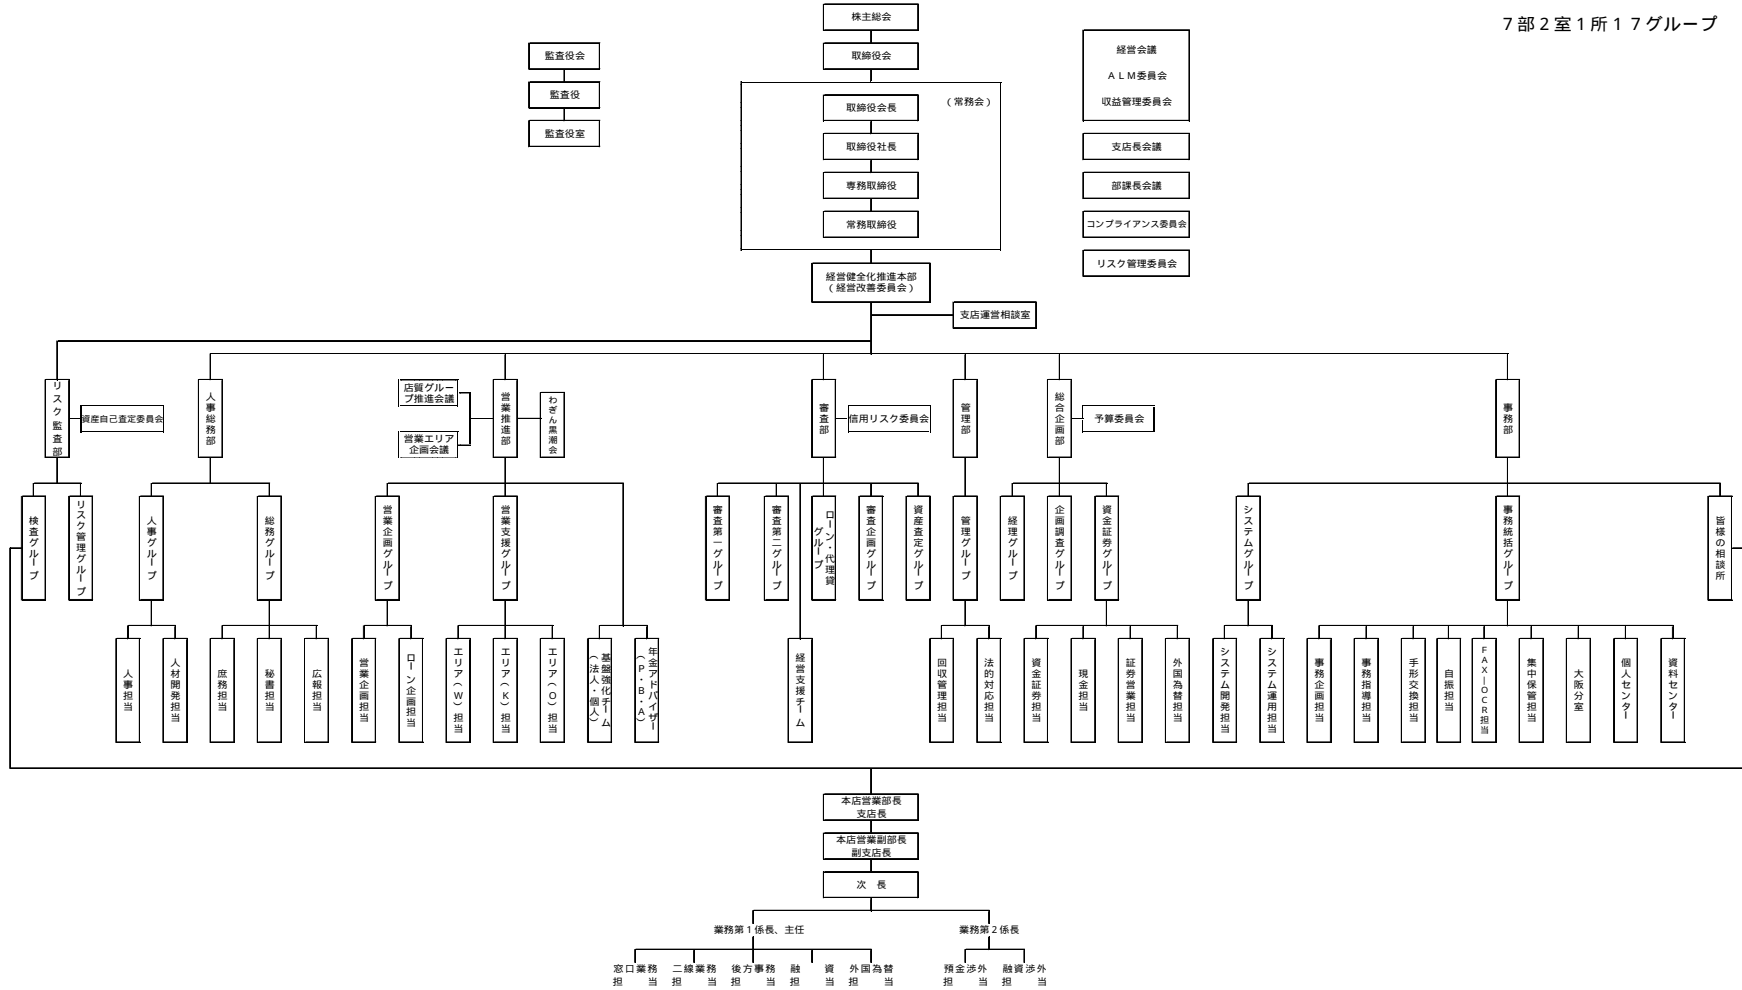 7部2室1所17グループ
株主総会
取締役会
監査役会
監査役
監査役室
(常務会)
取締役会長
取締役社長
専務取締役
常務取締役
経営会議
ALM委員会
収益管理委員会
支店長会議
部課長会議
コンプライアンス委員会
リスク管理委員会
経営健全化推進本部
(経営改善委員会)
支店運営相談室
リスク監査部
資産自己査定委員会
人事総務部
店質グルー
プ推進会議
営業エリア
企画会議
営業推進部
わぎん黒潮会
審査部
信用リスク委員会
管理部
総合企画部
予算委員会
事務部
検査グループ
リスク管理グループ
人事グループ
総務グループ
営業企画グループ
営業支援グループ
審査第一グループ
審査第二グループ
ローン・代理貸
グループ
審査企画グループ
資産査定グループ
管理グループ
経理グループ
企画調査グループ
資金証券グループ
システムグループ
事務統括グループ
皆様の相談所
人事担当
人材開発担当
庶務担当
秘書担当
広報担当
営業企画担当
ローン企画担当
エリア(W)担当
エリア(K)担当
エリア(O)担当
基盤強化チーム
(法人・個人)
年金アドバイザー
(P・B・A)
経営支援チーム
回収管理担当
法的対応担当
資金証券担当
現金担当
証券営業担当
外国為替担当
システム開発担当
システム運用担当
事務企画担当
事務指導担当
手形交換担当
自振担当
FAX-OCR担当
集中保管担当
大阪分室
個人センター
資料センター
本店営業部長
支店長
本店営業副部長
副支店長
次 長
業務第1係長、主任
業務第2係長
窓口業務
担 当
二線業務
担 当
後方事務
担 当
融 資
担 当
外国為替
担 当
預金渉外
担 当
融資渉外
担 当